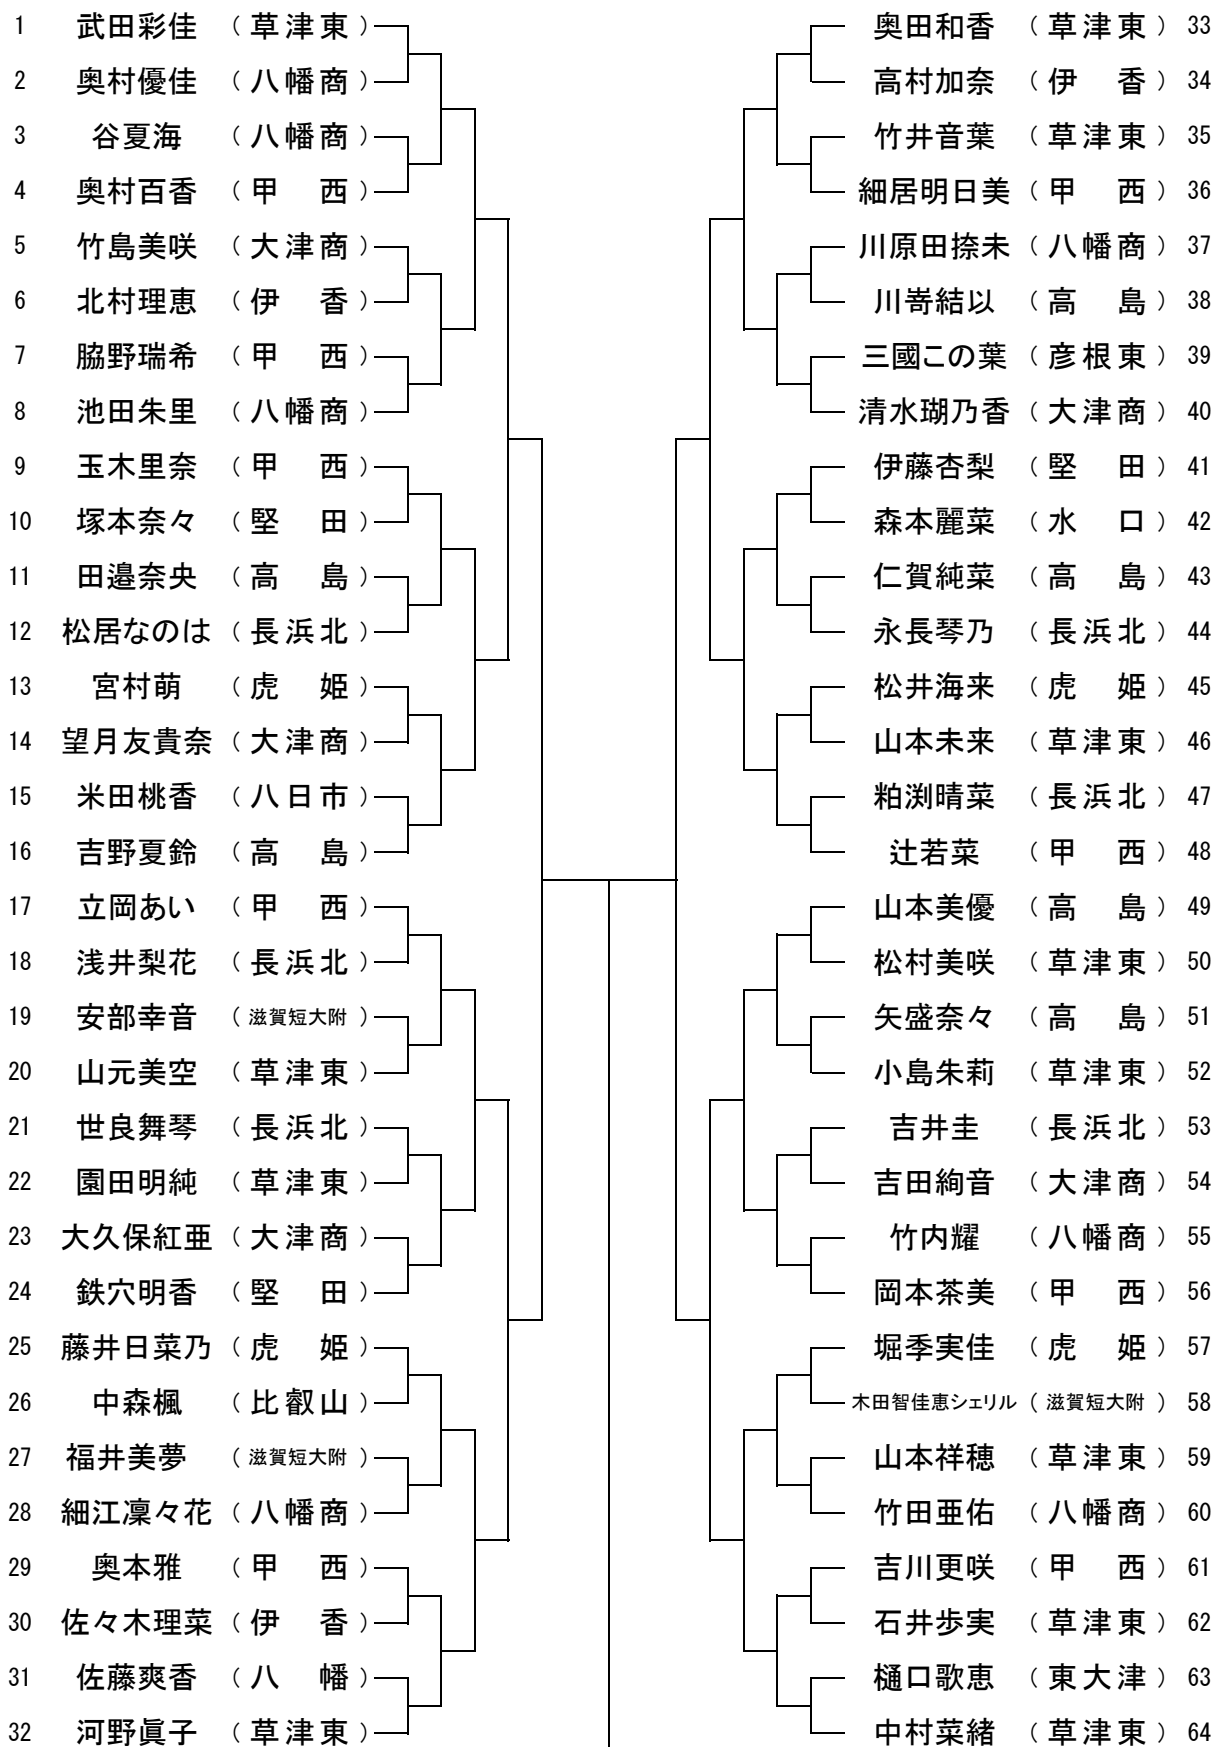 1 武田彩佳 （草津東）
2 奥村優佳 （八幡商）
3 谷夏海 （八幡商）
4 奥村百香 （甲　西）
5 竹島美咲 （大津商）
6 北村理恵 （伊　香）
7 脇野瑞希 （甲　西）
8 池田朱里 （八幡商）
9 玉木里奈 （甲　西）
10 塚本奈々 （堅　田）
11 田邉奈央 （高　島）
12 松居なのは （長浜北）
13 宮村萌 （虎　姫）
14 望月友貴奈 （大津商）
15 米田桃香 （八日市）
16 吉野夏鈴 （高　島）
17 立岡あい （甲　西）
18 浅井梨花 （長浜北）
19 安部幸音 （滋賀短大附）
20 山元美空 （草津東）
21 世良舞琴 （長浜北）
22 園田明純 （草津東）
23 大久保紅亜 （大津商）
24 鉄穴明香 （堅　田）
25 藤井日菜乃 （虎　姫）
26 中森楓 （比叡山）
27 福井美夢 （滋賀短大附）
28 細江凜々花 （八幡商）
29 奥本雅 （甲　西）
30 佐々木理菜 （伊　香）
31 佐藤爽香 （八　幡）
32 河野眞子 （草津東）
奥田和香 （草津東） 33
高村加奈 （伊　香） 34
竹井音葉 （草津東） 35
細居明日美 （甲　西） 36
川原田捺未 （八幡商） 37
川嵜結以 （高　島） 38
三國この葉 （彦根東） 39
清水瑚乃香 （大津商） 40
伊藤杏梨 （堅　田） 41
森本麗菜 （水　口） 42
仁賀純菜 （高　島） 43
永長琴乃 （長浜北） 44
松井海来 （虎　姫） 45
山本未来 （草津東） 46
粕渕晴菜 （長浜北） 47
辻若菜 （甲　西） 48
山本美優 （高　島） 49
松村美咲 （草津東） 50
矢盛奈々 （高　島） 51
小島朱莉 （草津東） 52
吉井圭 （長浜北） 53
吉田絢音 （大津商） 54
竹内耀 （八幡商） 55
岡本茶美 （甲　西） 56
堀季実佳 （虎　姫） 57
木田智佳恵シェリル （滋賀短大附） 58
山本祥穂 （草津東） 59
竹田亜佑 （八幡商） 60
吉川更咲 （甲　西） 61
石井歩実 （草津東） 62
樋口歌恵 （東大津） 63
中村菜緒 （草津東） 64